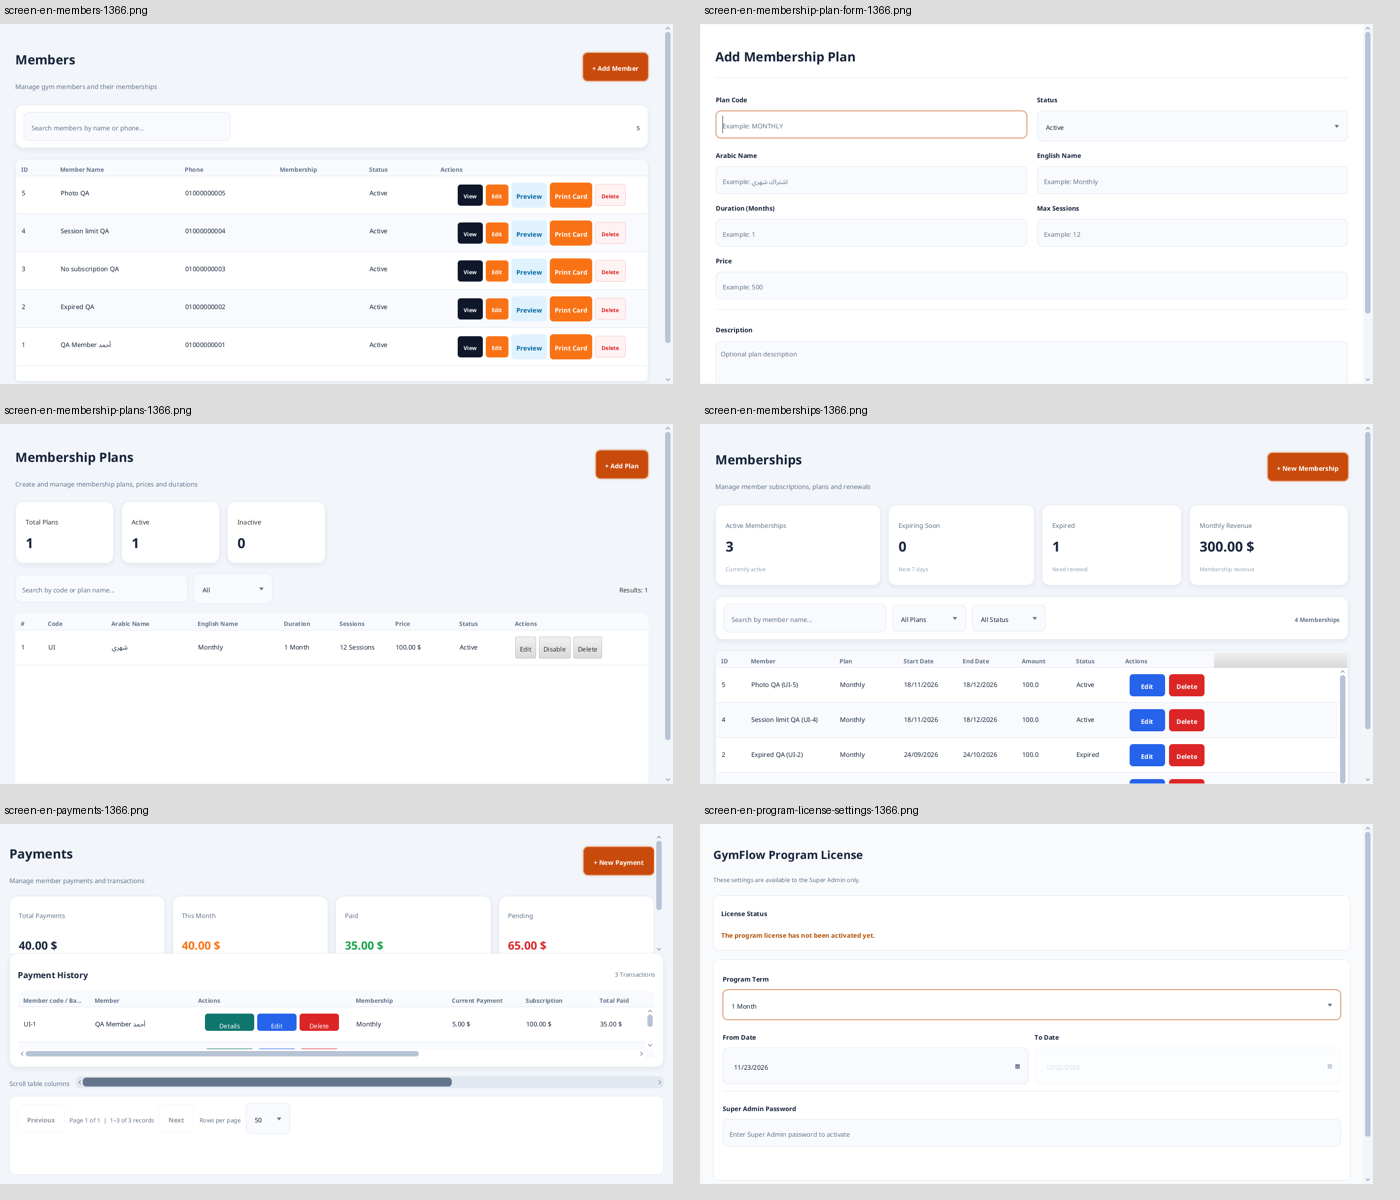 screen-en-members-1366.png
Members
+ Add Member
Manage gym members and their memberships
Search members by name or phone...
5
ID Member Name Phone Membership Status Actions
5 Photo QA 01000000005 Active View Edit Preview Print Card Delete
4 Session limit QA 01000000004 Active View Edit Preview Print Card Delete
3 No subscription QA 01000000003 Active View Edit Preview Print Card Delete
2 Expired QA 01000000002 Active View Edit Preview Print Card Delete
1 QA Member أحمد 01000000001 Active View Edit Preview Print Card Delete
screen-en-membership-plan-form-1366.png
Add Membership Plan
Plan Code Status
Example: MONTHLY Active
Arabic Name English Name
Example: اشتراك شهري Example: Monthly
Duration (Months) Max Sessions
Example: 1 Example: 12
Price
Example: 500
Description
Optional plan description
screen-en-membership-plans-1366.png
Membership Plans
+ Add Plan
Create and manage membership plans, prices and durations
Total Plans Active Inactive
1 1 0
Search by code or plan name... All Results: 1
# Code Arabic Name English Name Duration Sessions Price Status Actions
1 UI شهري Monthly 1 Month 12 Sessions 100.00 $ Active Edit Disable Delete
screen-en-memberships-1366.png
Memberships
+ New Membership
Manage member subscriptions, plans and renewals
Active Memberships Expiring Soon Expired Monthly Revenue
3 0 1 300.00 $
Currently active Next 7 days Need renewal Membership revenue
Search by member name... All Plans All Status 4 Memberships
ID Member Plan Start Date End Date Amount Status Actions
5 Photo QA (UI-5) Monthly 18/11/2026 18/12/2026 100.0 Active Edit Delete
4 Session limit QA (UI-4) Monthly 18/11/2026 18/12/2026 100.0 Active Edit Delete
2 Expired QA (UI-2) Monthly 24/09/2026 24/10/2026 100.0 Expired Edit Delete
screen-en-payments-1366.png
Payments
+ New Payment
Manage member payments and transactions
Total Payments This Month Paid Pending
40.00 $ 40.00 $ 35.00 $ 65.00 $
Payment History 3 Transactions
Member code / Ba... Member Actions Membership Current Payment Subscription Total Paid
UI-1 QA Member أحمد Details Edit Delete Monthly 5.00 $ 100.00 $ 35.00 $
Scroll table columns
Previous Page 1 of 1 | 1–3 of 3 records Next Rows per page 50
screen-en-program-license-settings-1366.png
GymFlow Program License
These settings are available to the Super Admin only.
License Status
The program license has not been activated yet.
Program Term
1 Month
From Date To Date
11/23/2026 12/22/2026
Super Admin Password
Enter Super Admin password to activate